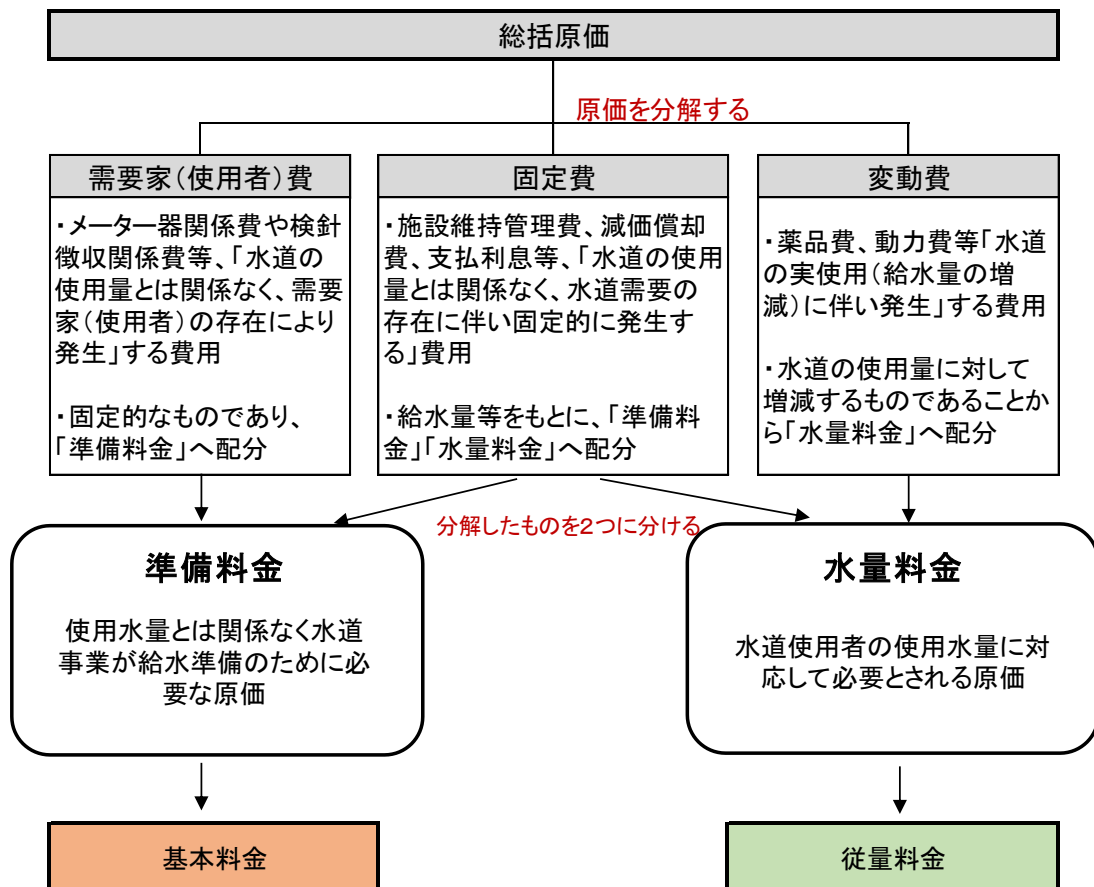 総括原価
原価を分解する
需要家(使用者)費
・メーター器関係費や検針
徴収関係費等、「水道の
使用量とは関係なく、需要
家(使用者)の存在により
発生」する費用
・固定的なものであり、
「準備料金」へ配分
固定費
・施設維持管理費、減価償却
費、支払利息等、「水道の使用
量とは関係なく、水道需要の
存在に伴い固定的に発生す
る」費用
・給水量等をもとに、「準備料
金」「水量料金」へ配分
変動費
・薬品費、動力費等「水道
の実使用(給水量の増
減)に伴い発生」する費用
・水道の使用量に対して
増減するものであることか
ら「水量料金」へ配分
分解したものを2つに分ける
準備料金
使用水量とは関係なく水道
事業が給水準備のために必
要な原価
水量料金
水道使用者の使用水量に対
応して必要とされる原価
基本料金
従量料金